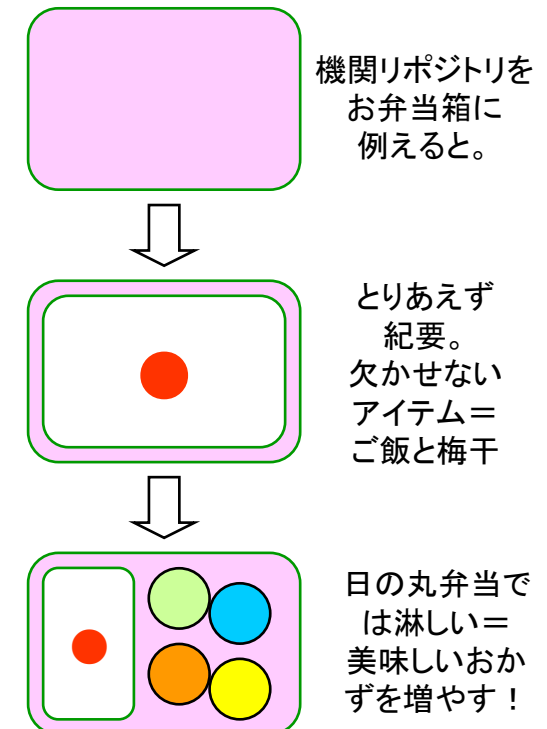 機関リポジトリを
お弁当箱に
例えると。
とりあえず
紀要。
欠かせない
アイテム＝
ご飯と梅干
日の丸弁当で
は淋しい＝
美味しいおか
ずを増やす！